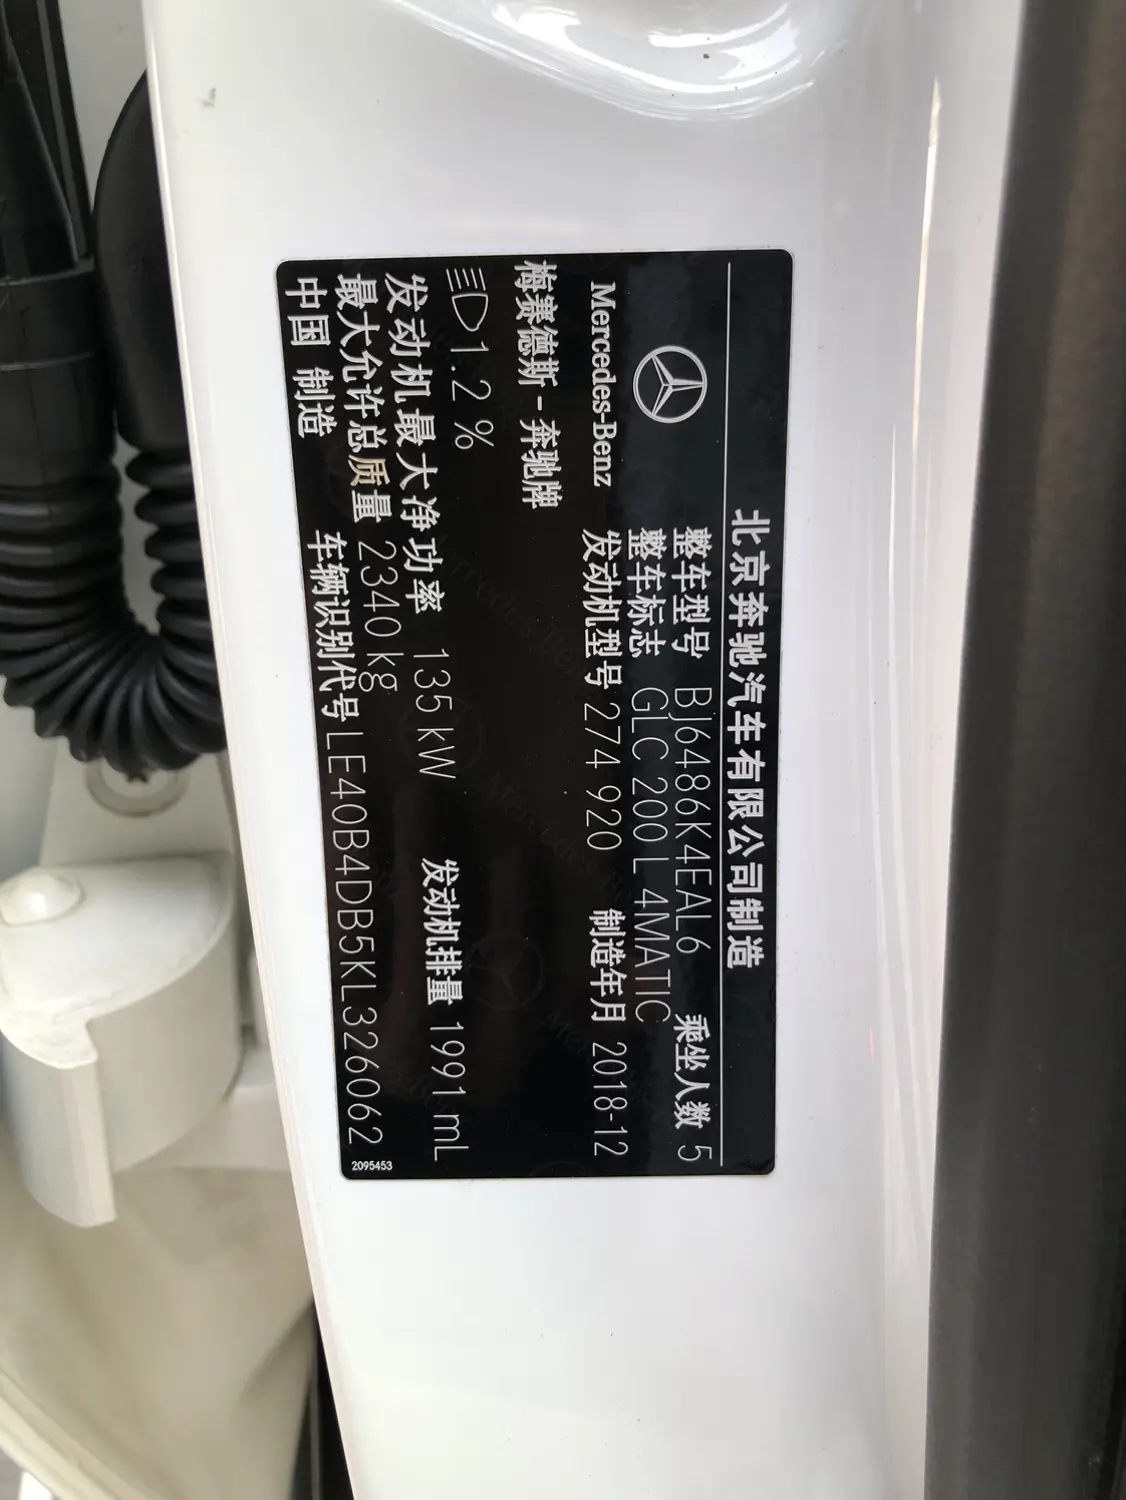 北京奔驰汽车有限公司制造
Mercedes-Benz
整车型号 BJ6486K4EAL6 乘坐人数 5
整车标志 GLC 200 L 4MATIC
发动机型号 274 920 制造年月 2018-12
梅赛德斯-奔驰牌
1.2 %
发动机最大净功率 135 kW 发动机排量 1991 mL
最大允许总质量 2340 kg
中国 制造 车辆识别代号 LE40B4DB5KL326062
2095453